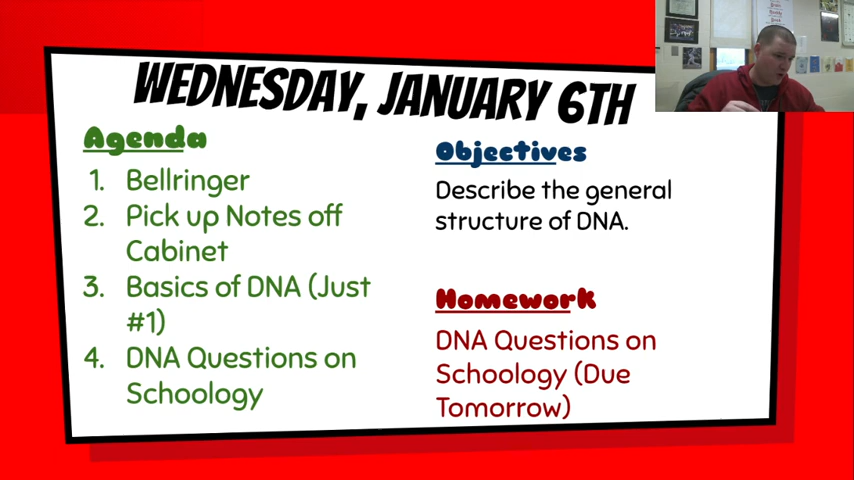 WEDNESDAY, JANUARY 6TH
Agenda
1. Bellringer
2. Pick up Notes off
Cabinet
3. Basics of DNA (Just
#1)
4. DNA Questions on
Schoology
Objectives
Describe the general
structure of DNA.
Homework
DNA Questions on
Schoology (Due
Tomorrow)